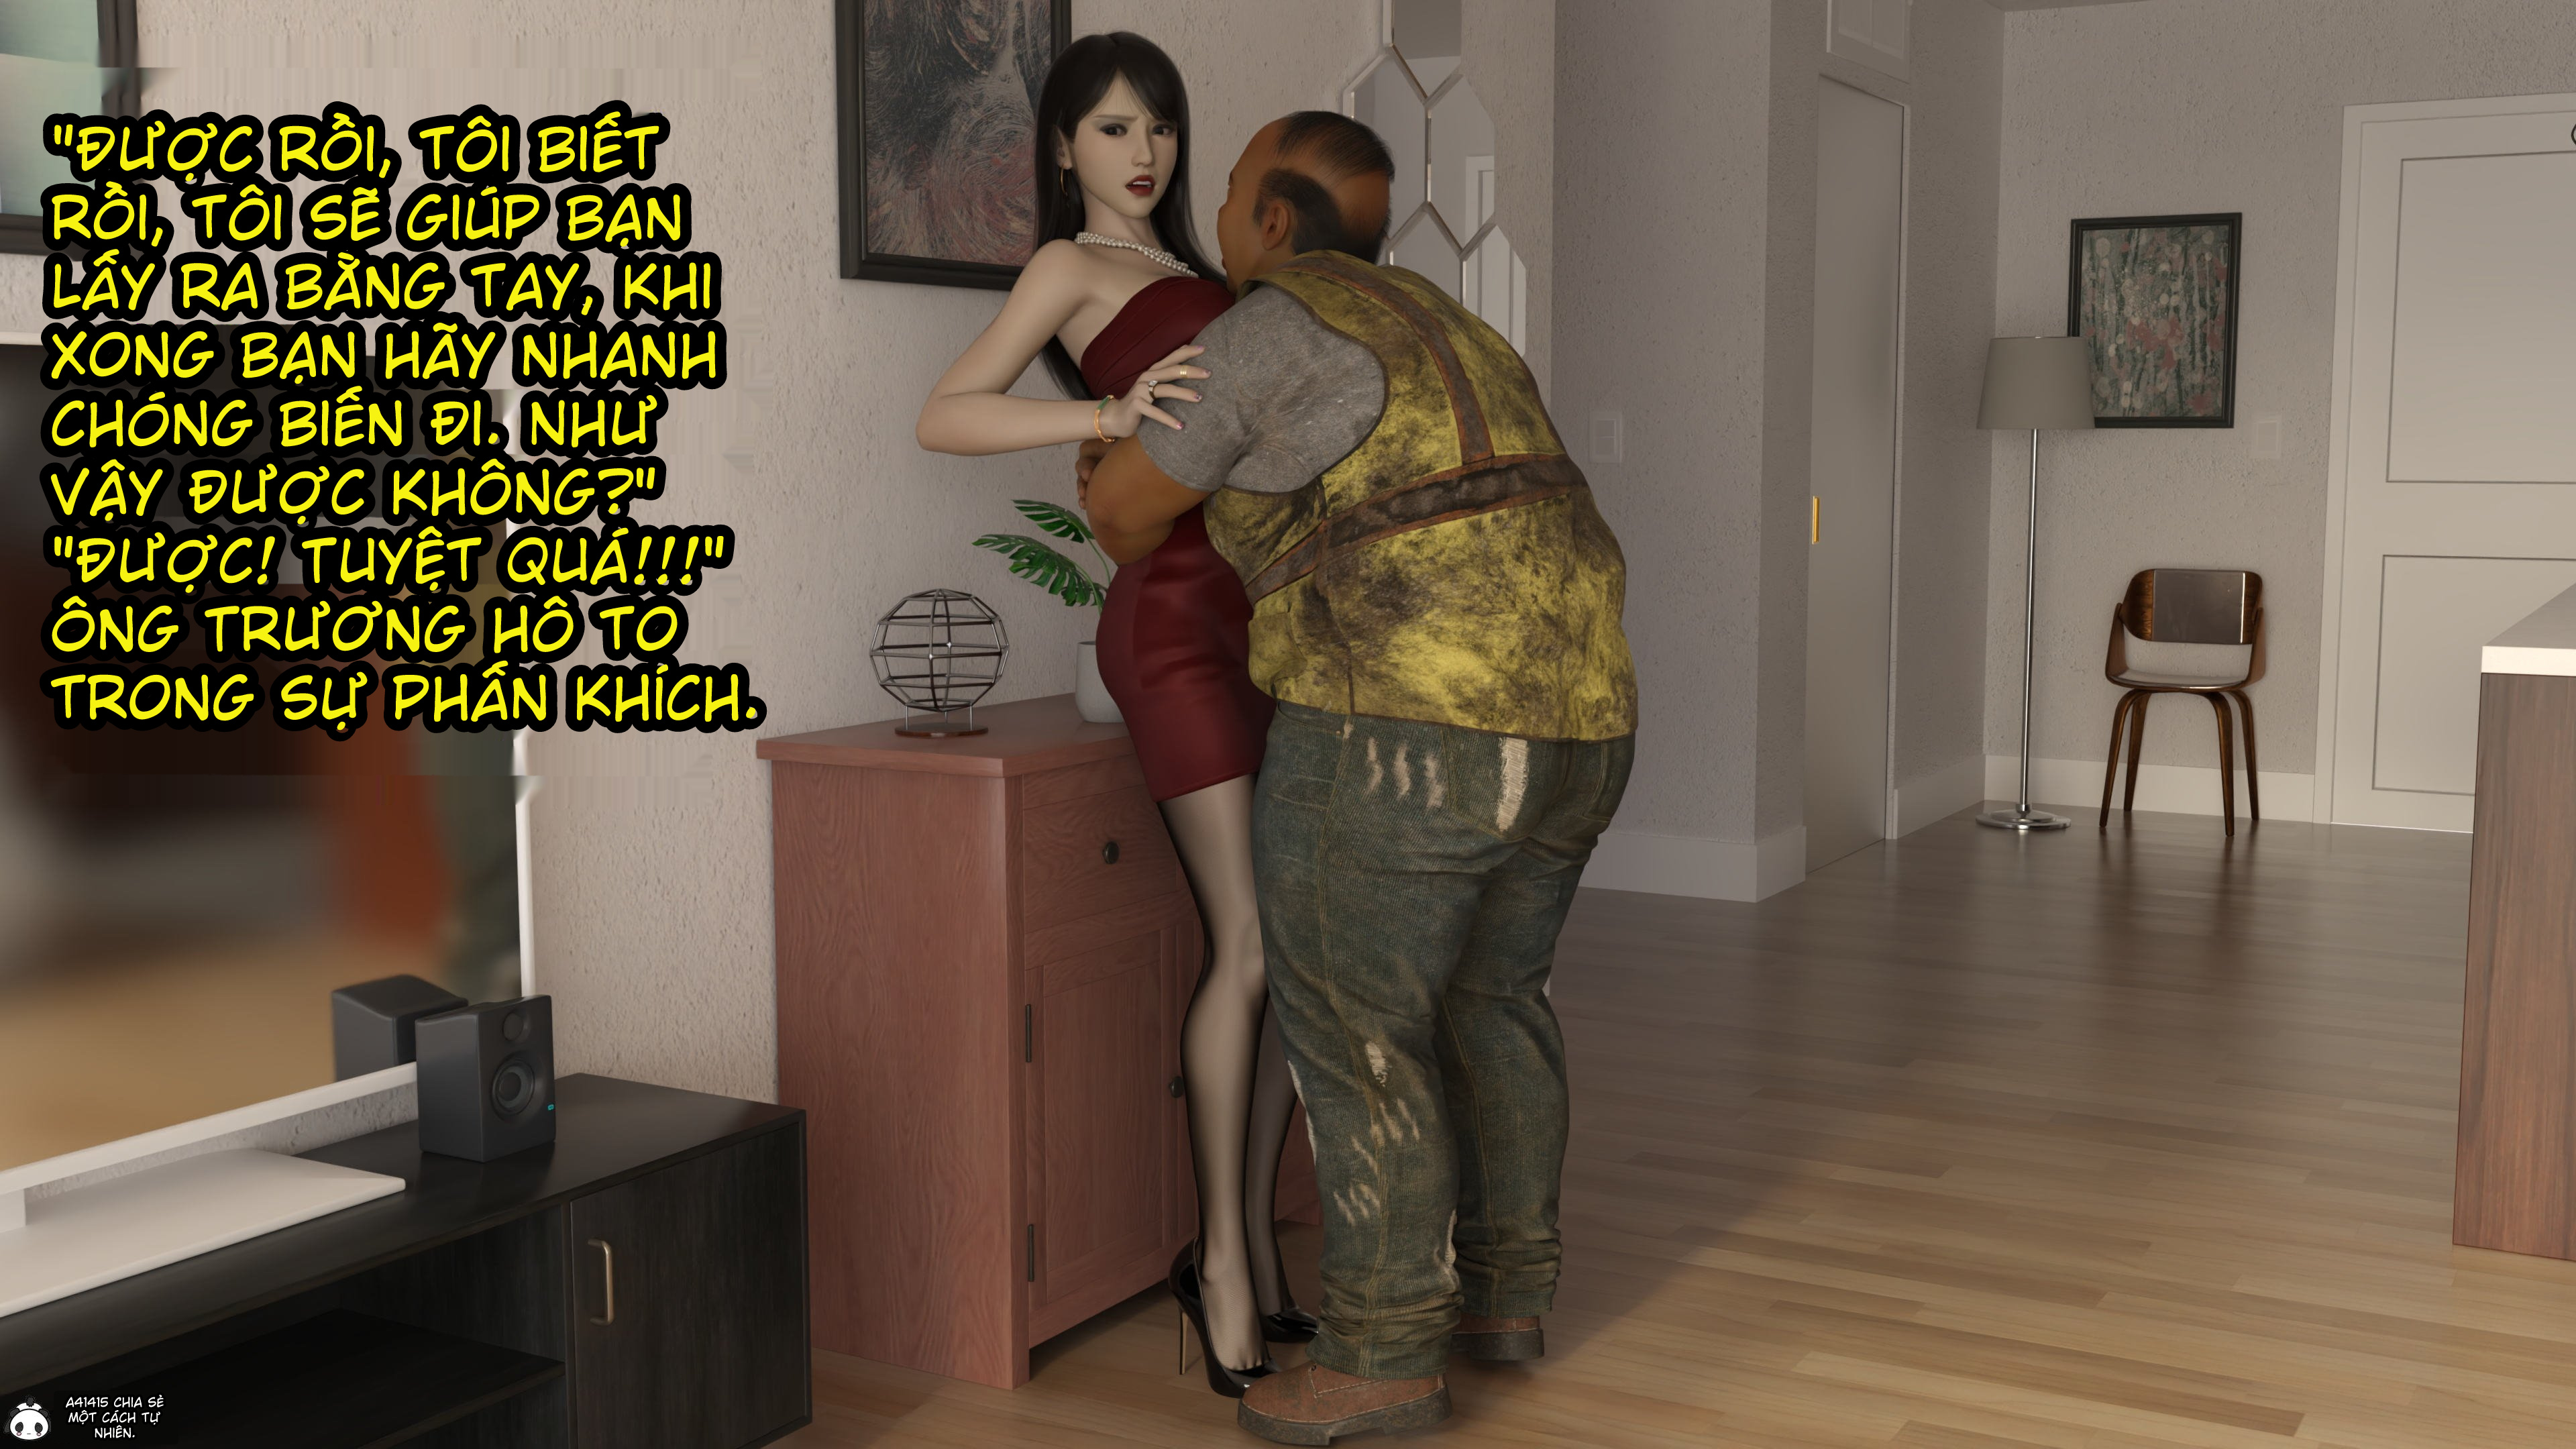 "ĐƯỢC RỒI, TÔI BIẾT
RỒI, TÔI SẼ GIÚP BẠN
LẤY RA BẰNG TAY, KHI
XONG BẠN HÃY NHANH
CHÓNG BIẾN ĐI. NHƯ
VẬY ĐƯỢC KHÔNG?"
"ĐƯỢC! TUYỆT QUÁ!!!"
ÔNG TRƯƠNG HÔ TO
TRONG SỰ PHẤN KHÍCH.
A41415 CHIA SẺ
MỘT CÁCH TỰ
NHIÊN.